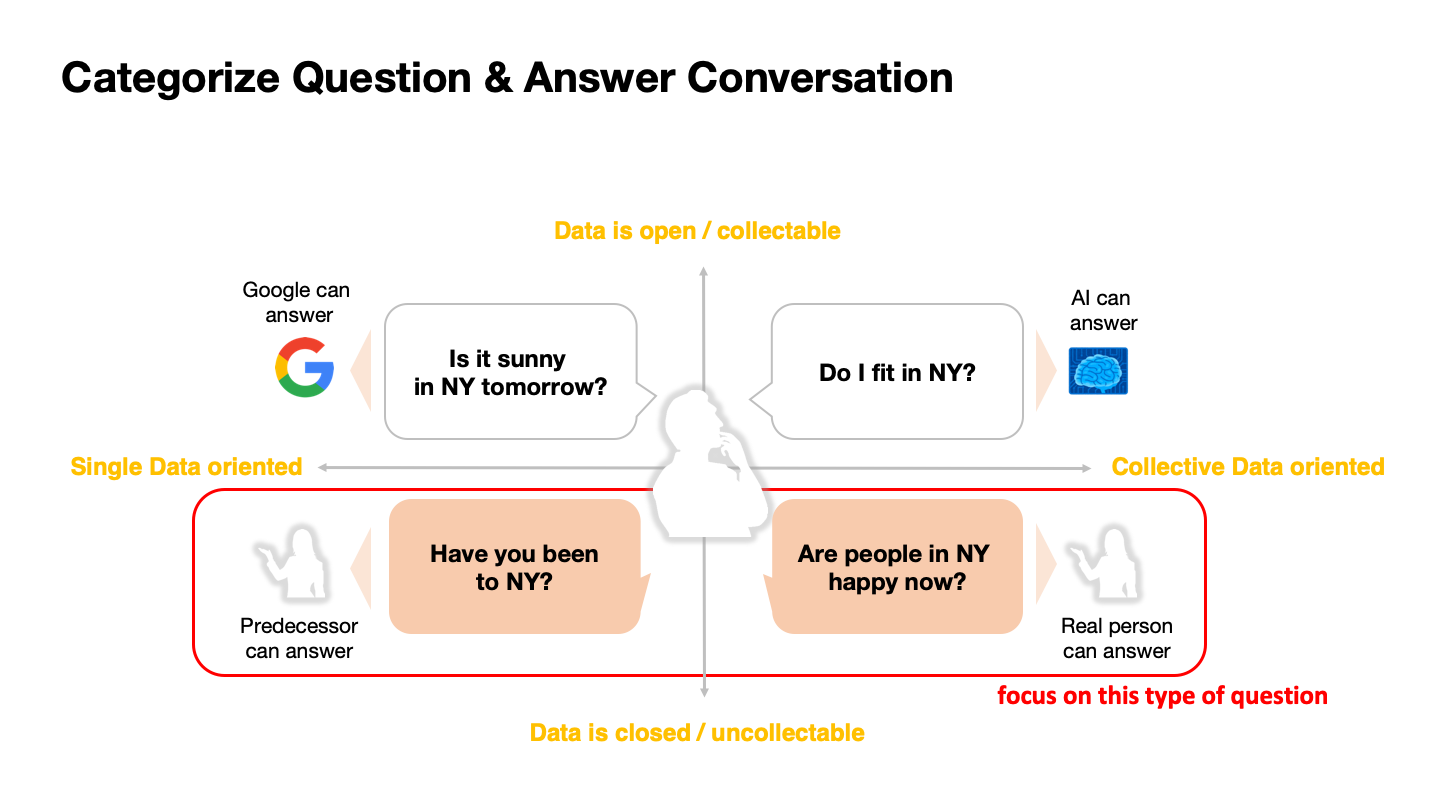 Categorize Question & Answer Conversation
Data is open / collectable
Google can
answer
Is it sunny
in NY tomorrow?
Do I fit in NY?
AI can
answer
Single Data oriented
Collective Data oriented
Have you been
to NY?
Predecessor
can answer
Are people in NY
happy now?
Real person
can answer
focus on this type of question
Data is closed / uncollectable